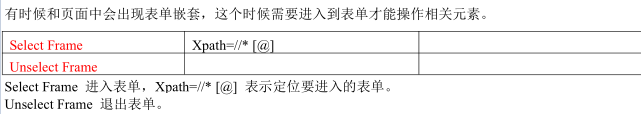 有时候和页面中会出现表单嵌套，这个时候需要进入到表单才能操作相关元素。
Select Frame Xpath=//* [@]
Unselect Frame
Select Frame 进入表单，Xpath=//* [@] 表示定位要进入的表单。
Unselect Frame 退出表单。